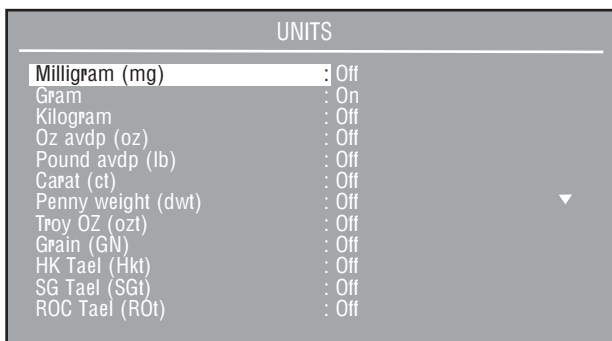 UNITS
Milligram (mg) : Off
Gram : On
Kilogram : Off
Oz avdp (oz) : Off
Pound avdp (lb) : Off
Carat (ct) : Off
Penny weight (dwt) : Off
Troy OZ (ozt) : Off
Grain (GN) : Off
HK Tael (Hkt) : Off
SG Tael (SGt) : Off
ROC Tael (ROt) : Off